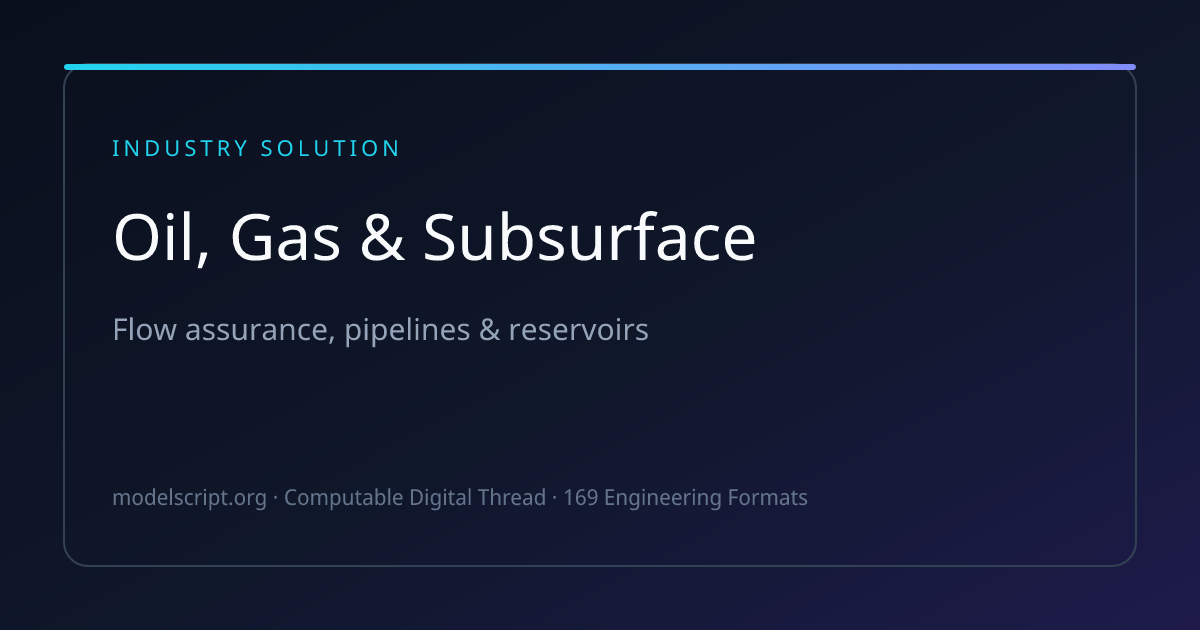 INDUSTRY SOLUTION
Oil, Gas & Subsurface
Flow assurance, pipelines & reservoirs
modelscript.org · Computable Digital Thread · 169 Engineering Formats